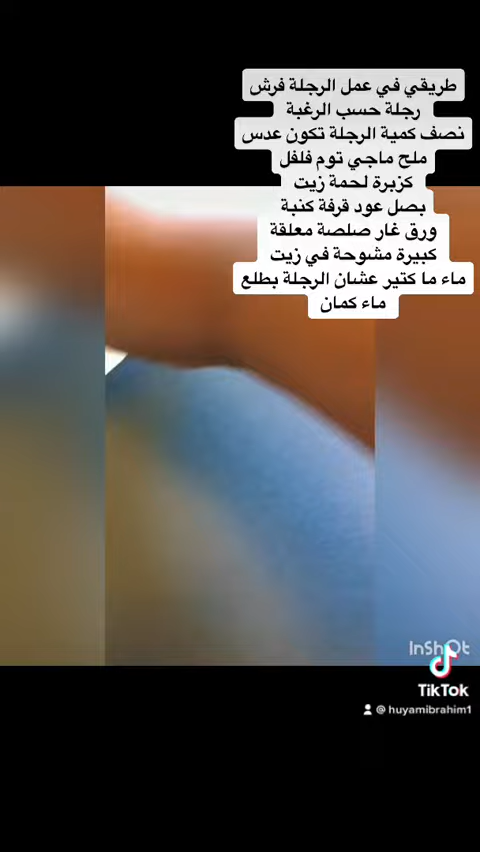 طريقي في عمل الرجلة فرش
رجلة حسب الرغبة
نصف كمية الرجلة تكون عدس
ملح ماجي توم فلفل
كزبرة لحمة زيت
بصل عود قرفة كنبة
ورق غار صلصة معلقة
كبيرة مشوحة في زيت
ماء ما كتير عشان الرجلة بطلع
ماء كمان
InShOt
TikTok
@huyamibrahim1